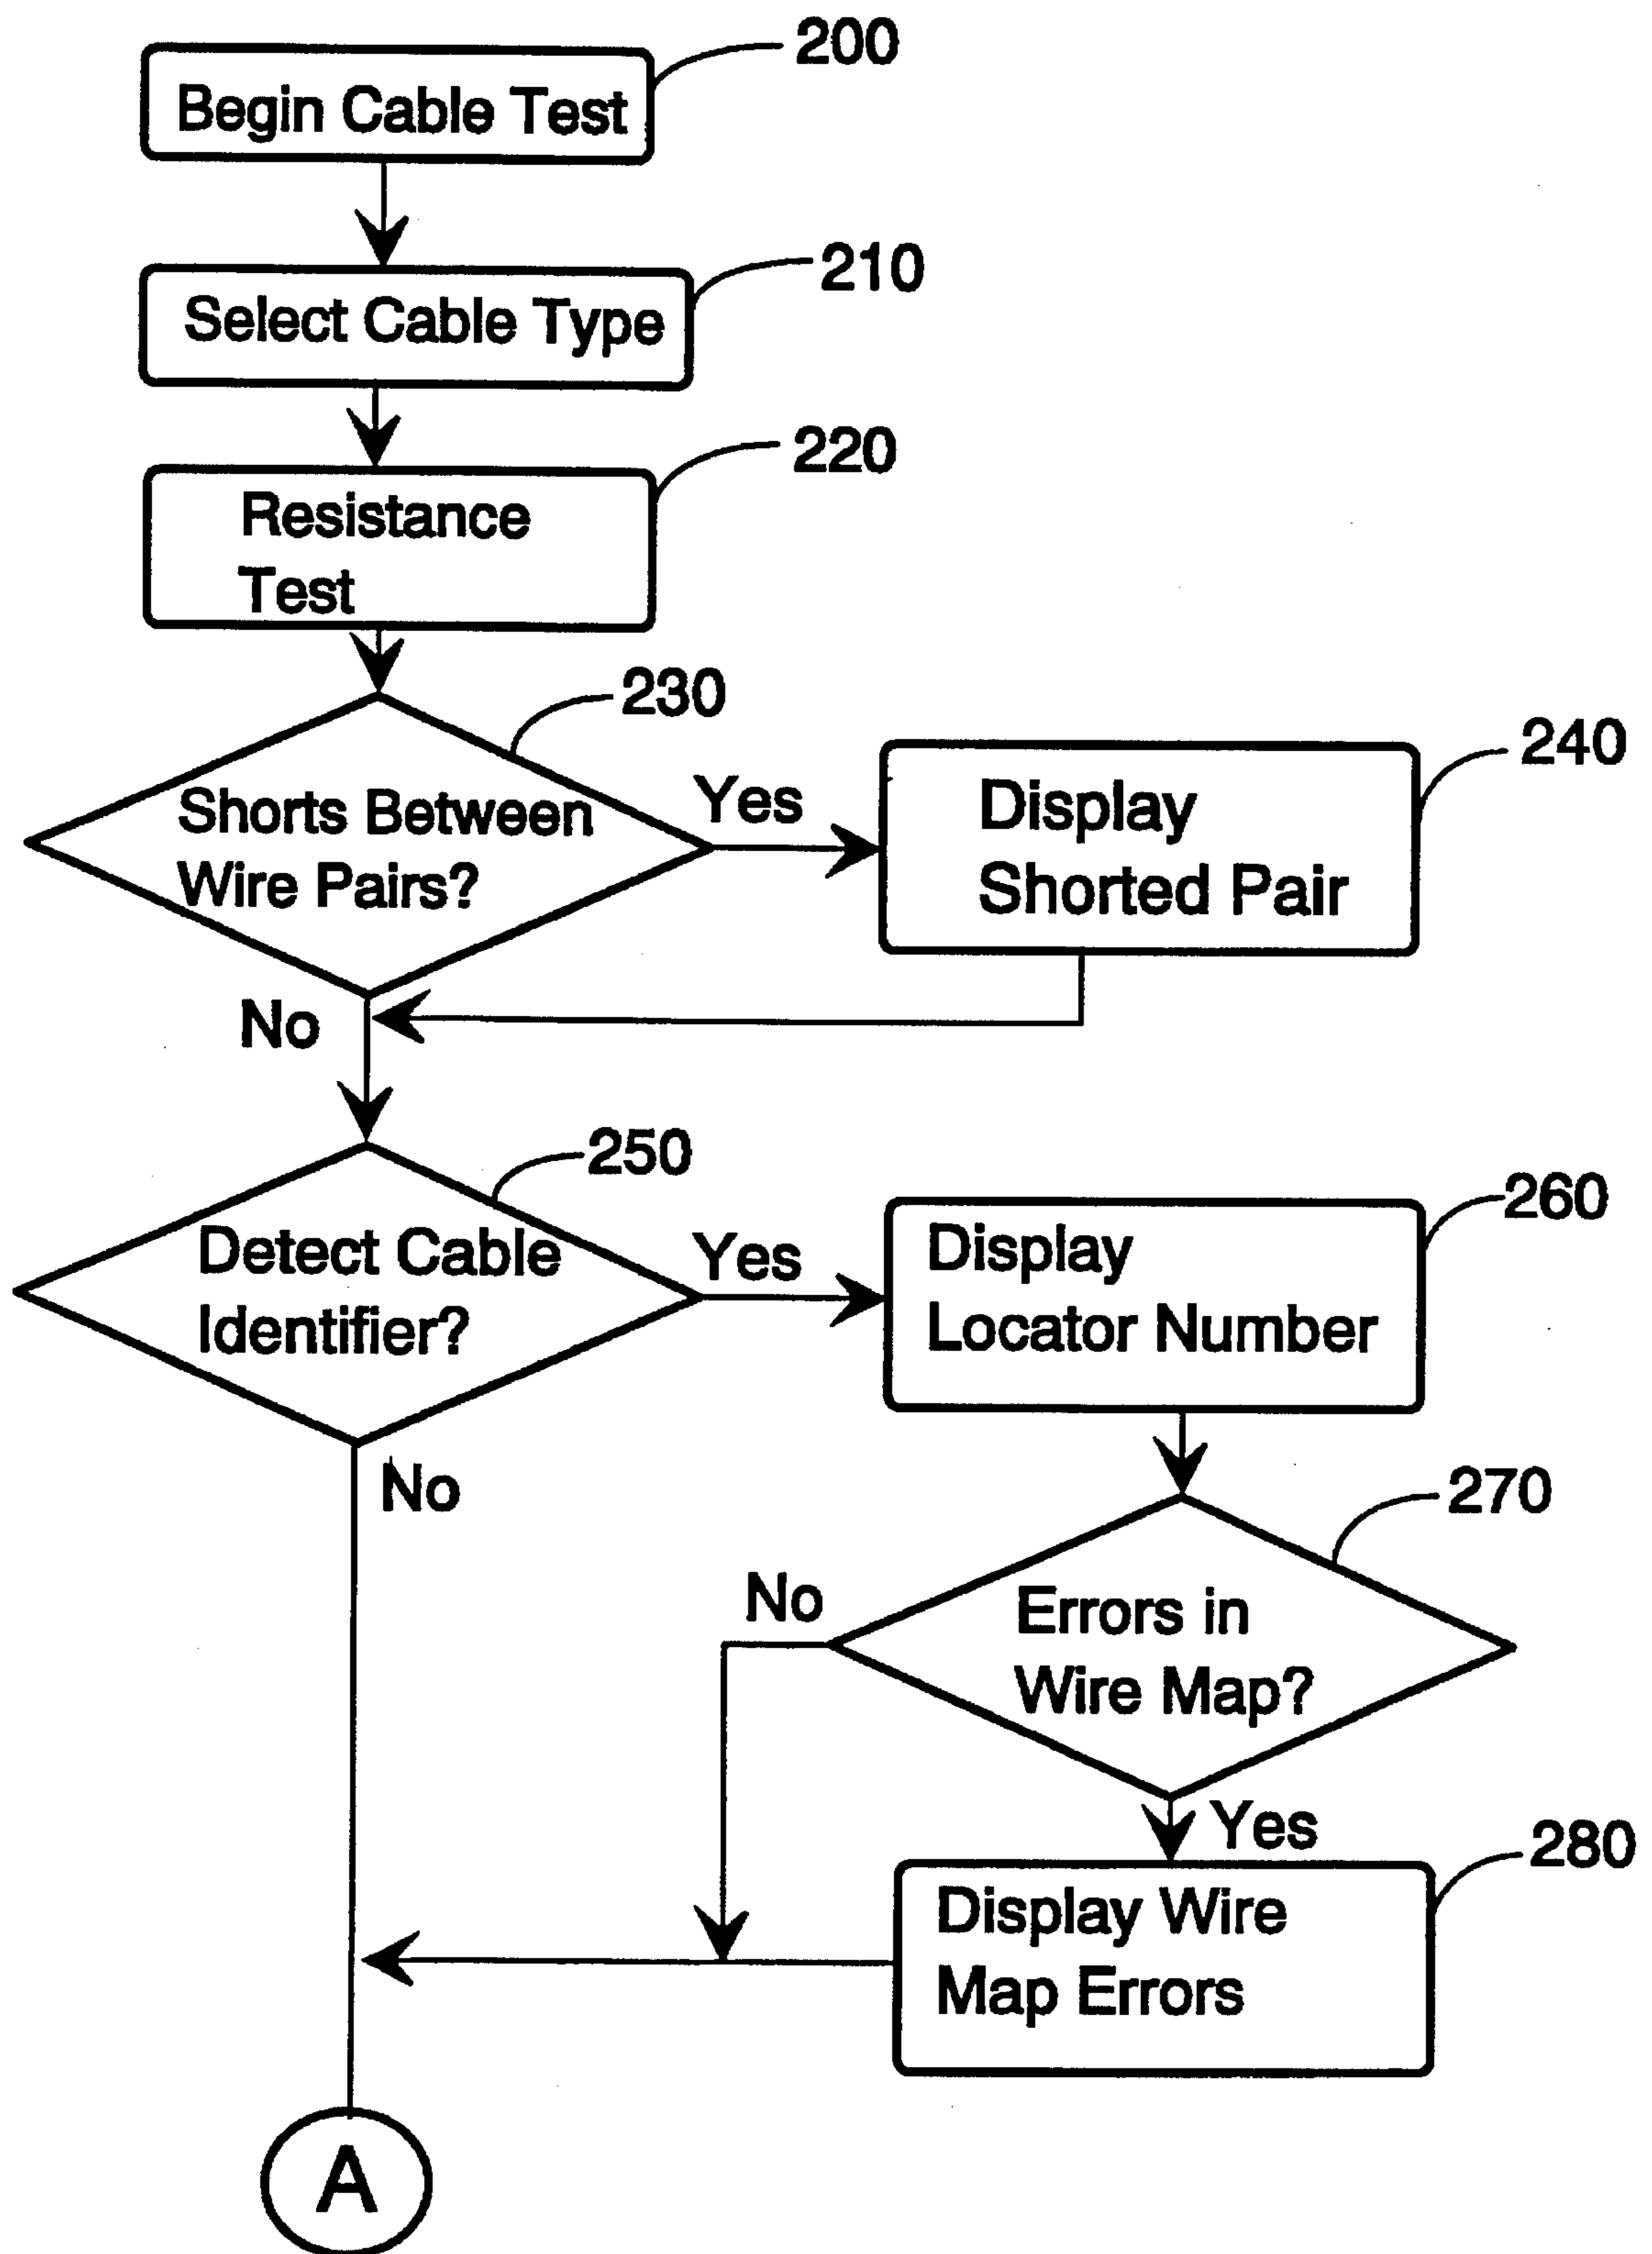 200
Begin Cable Test
210
Select Cable Type
220
Resistance
Test
230
Shorts Between
Wire Pairs?
Yes
240
Display
Shorted Pair
No
250
Detect Cable
Identifier?
Yes
260
Display
Locator Number
No
270
Errors in
Wire Map?
No
Yes
280
Display Wire
Map Errors
A